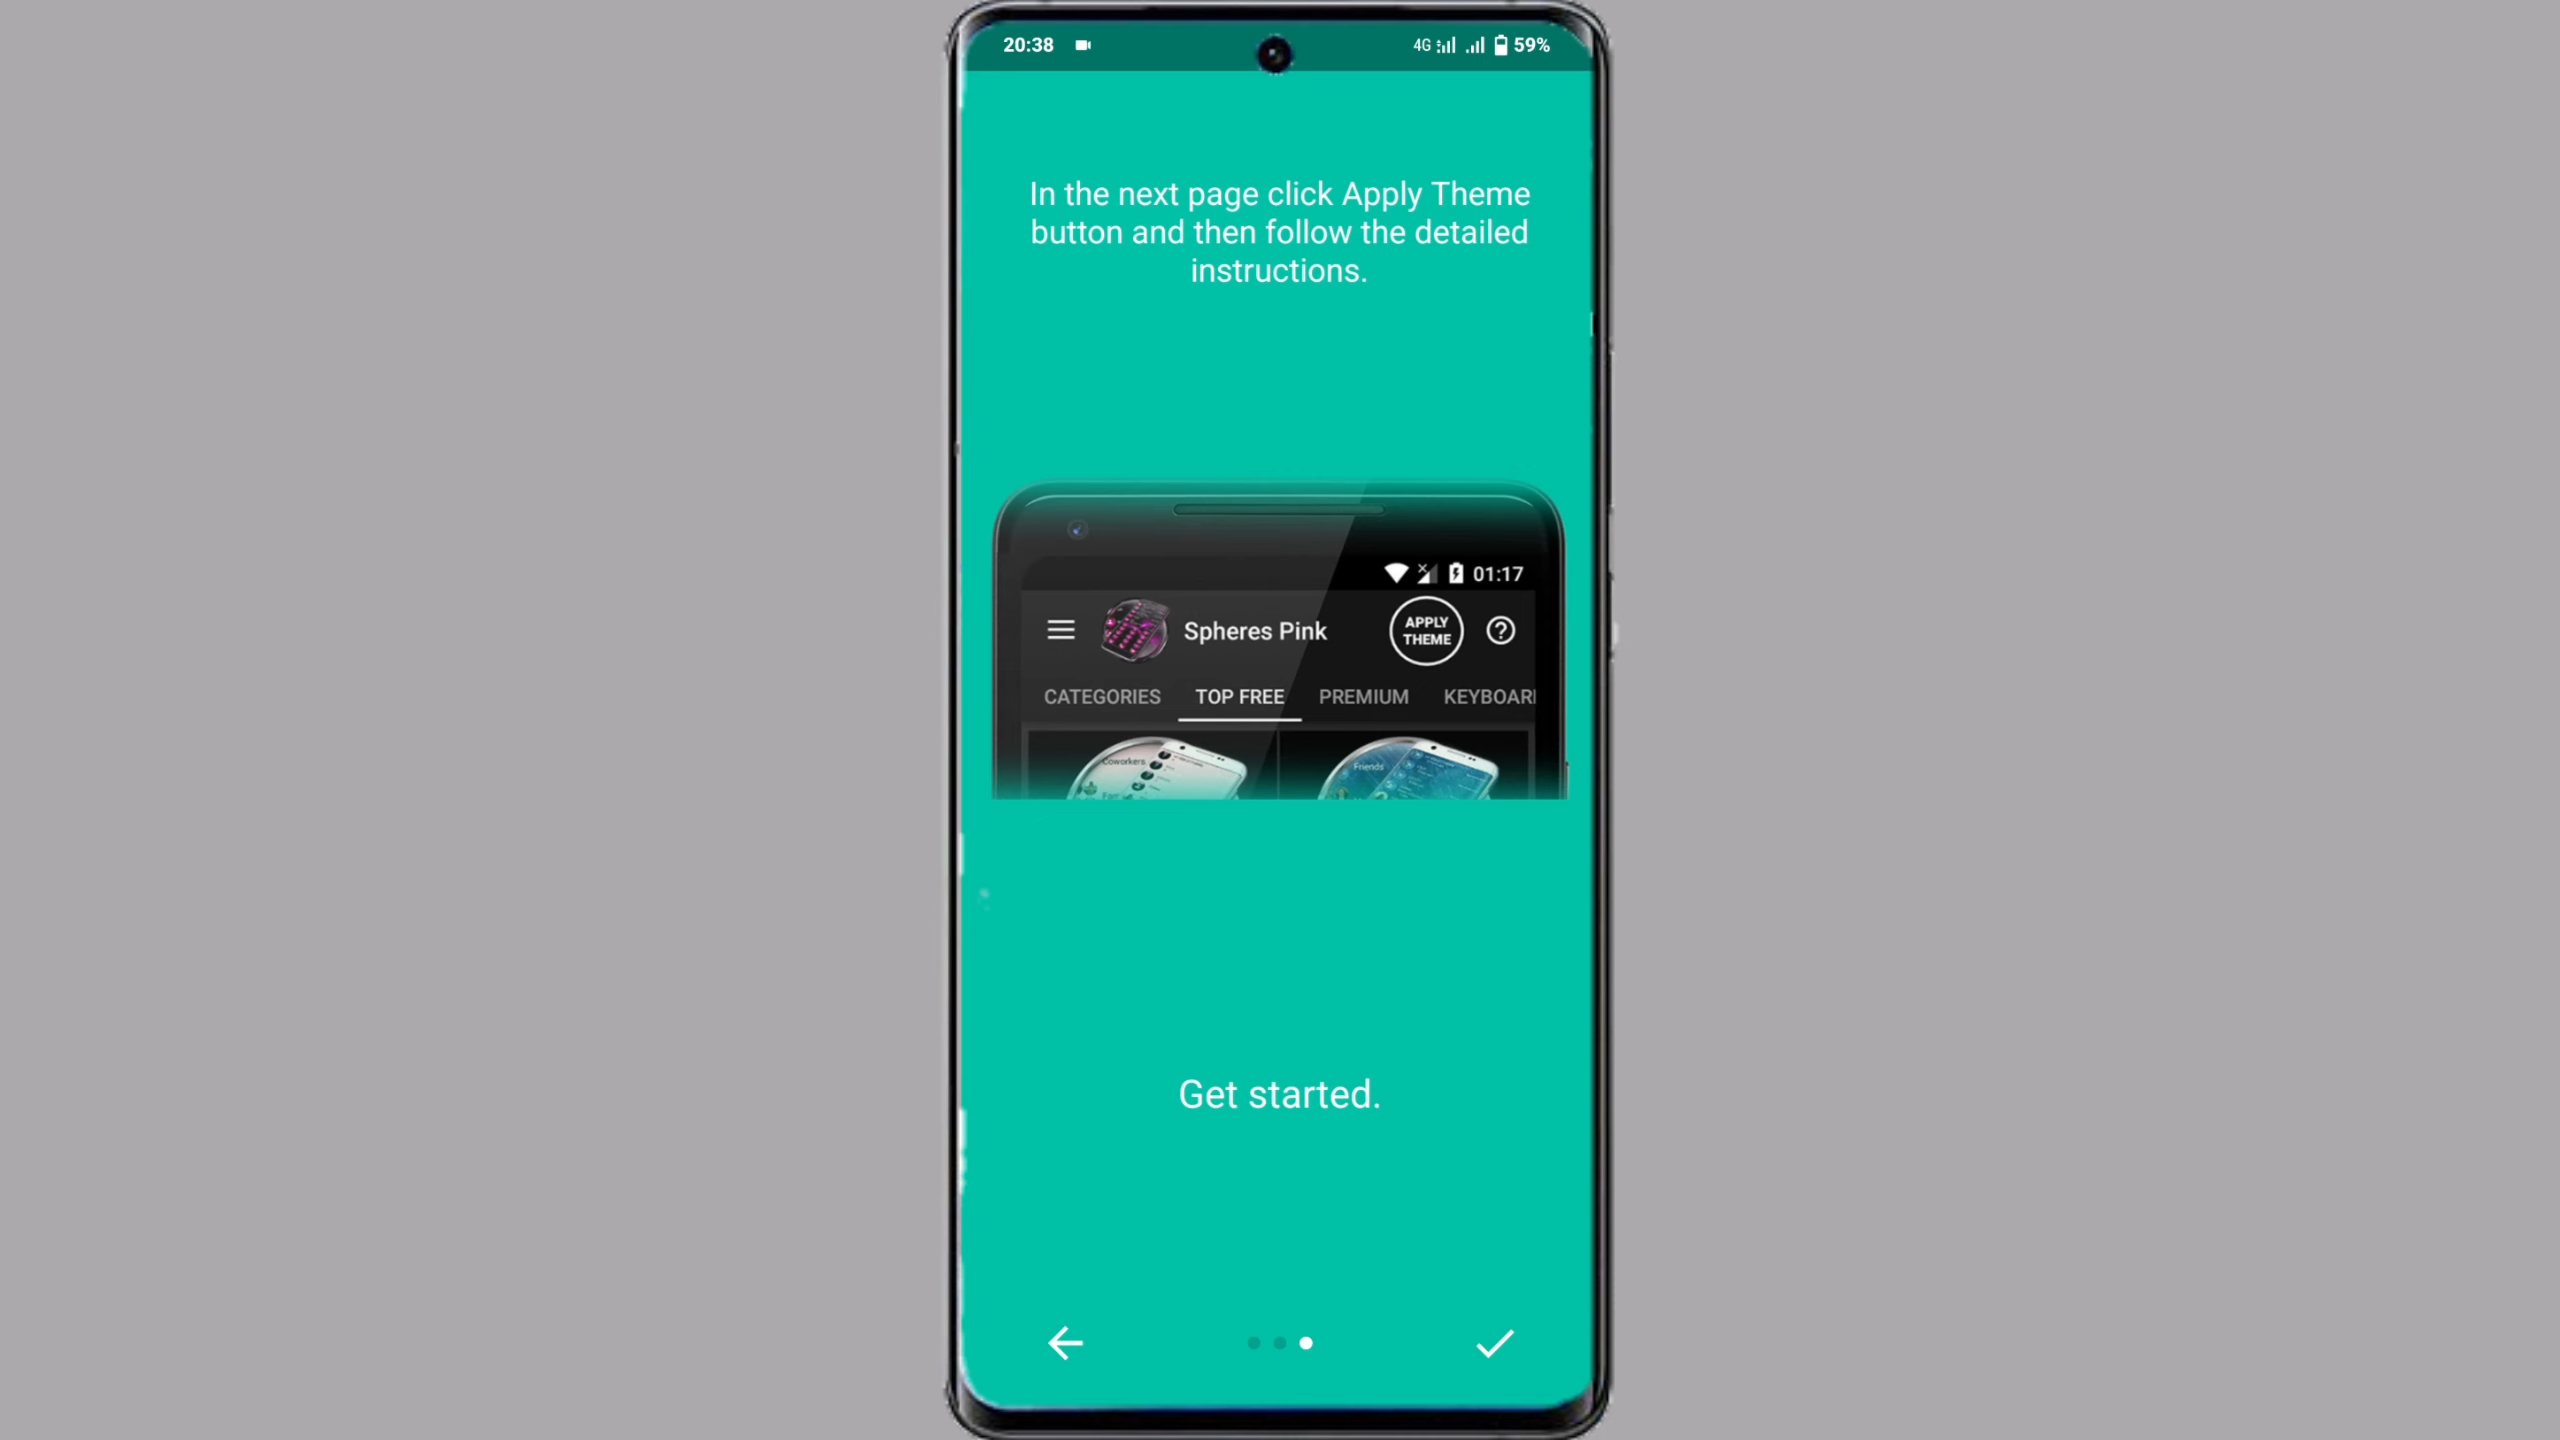 20:38
4G 59%
In the next page click Apply Theme
button and then follow the detailed
instructions.
01:17
Spheres Pink
APPLY
THEME
CATEGORIES TOP FREE PREMIUM KEYBOAR
Coworkers
Friends
Get started.